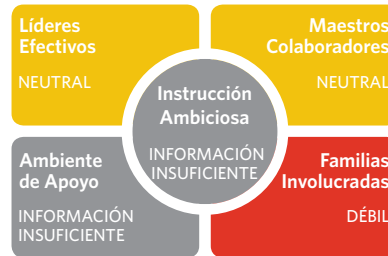 Líderes
Efectivos
NEUTRAL
Maestros
Colaboradores
NEUTRAL
Instrucción
Ambiciosa
INFORMACIÓN
INSUFICIENTE
Ambiente
de Apoyo
INFORMACIÓN
INSUFICIENTE
Familias
Involucradas
DÉBIL